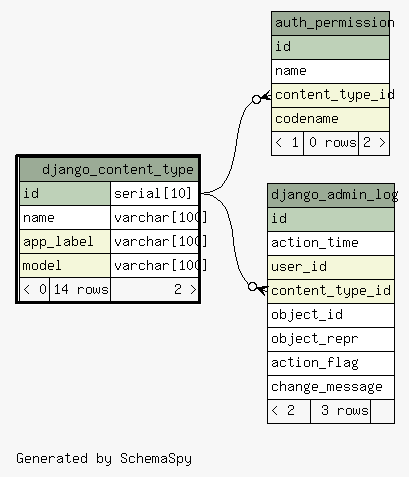 auth_permission
id
name
content_type_id
codename
< 1 0 rows 2 >
django_content_type
id serial[10]
name varchar[100]
app_label varchar[100]
model varchar[100]
< 0 14 rows 2 >
django_admin_log
id
action_time
user_id
content_type_id
object_id
object_repr
action_flag
change_message
< 2 3 rows
Generated by SchemaSpy